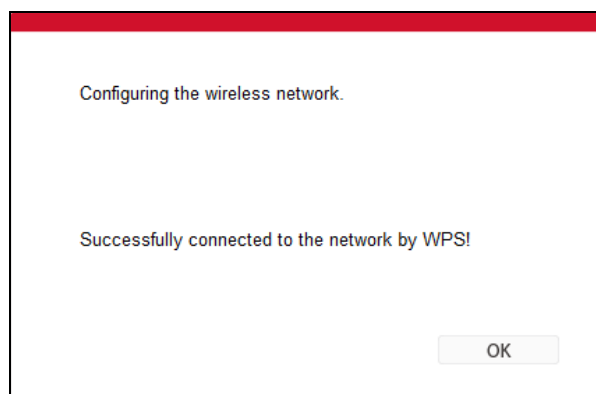 Configuring the wireless network.
Successfully connected to the network by WPS!
OK